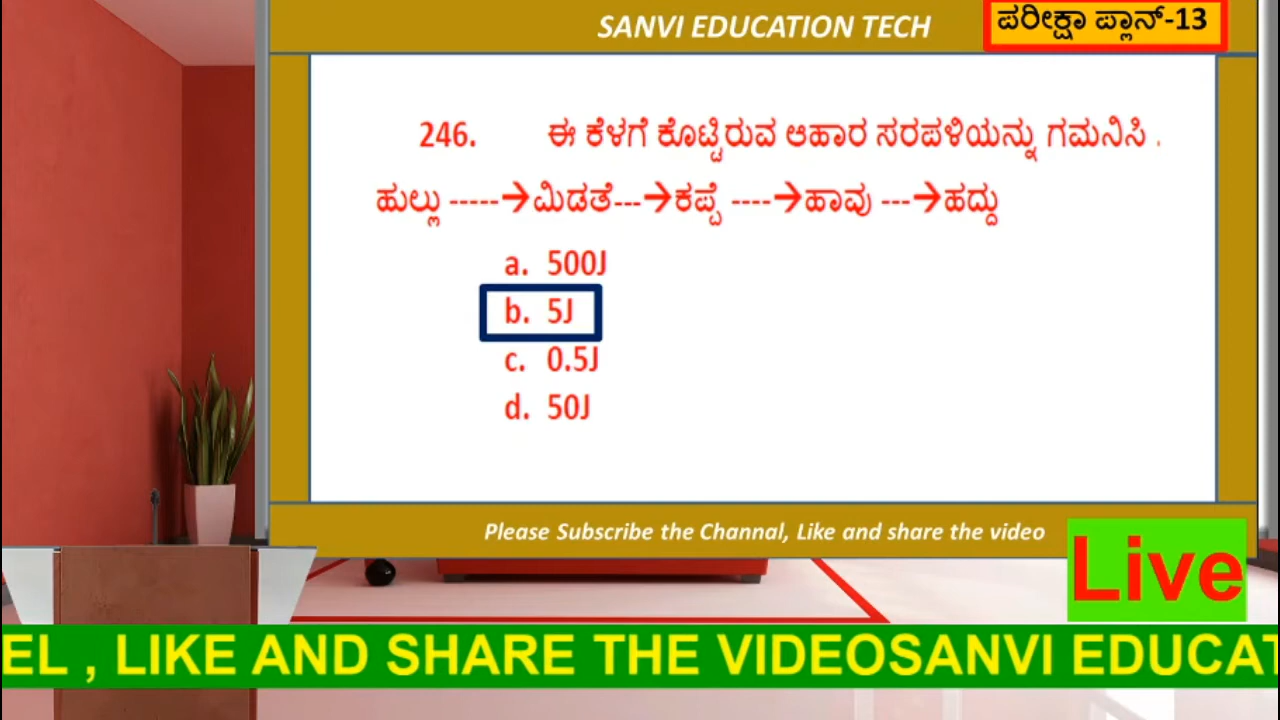 SANVI EDUCATION TECH
ಪರೀಕ್ಷಾ ಪ್ಲಾನ್-13
246. ಈ ಕೆಳಗೆ ಕೊಟ್ಟಿರುವ ಆಹಾರ ಸರಪಳಿಯನ್ನು ಗಮನಿಸಿ .
ಹುಲ್ಲು -----→ಮಿಡತೆ---→ಕಪ್ಪೆ ----→ಹಾವು ---→ಹದ್ದು
a. 500J
b. 5J
c. 0.5J
d. 50J
Please Subscribe the Channal, Like and share the video
Live
EL , LIKE AND SHARE THE VIDEOSANVI EDUCAT